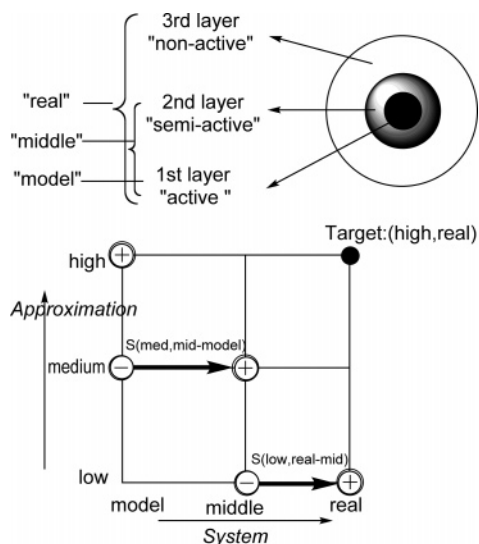 3rd layer
"non-active"
"real"
2nd layer
"semi-active"
"middle"
"model"
1st layer
"active "
Target:(high,real)
high
Approximation
S(med,mid-model)
medium
S(low,real-mid)
low
model
middle
real
System